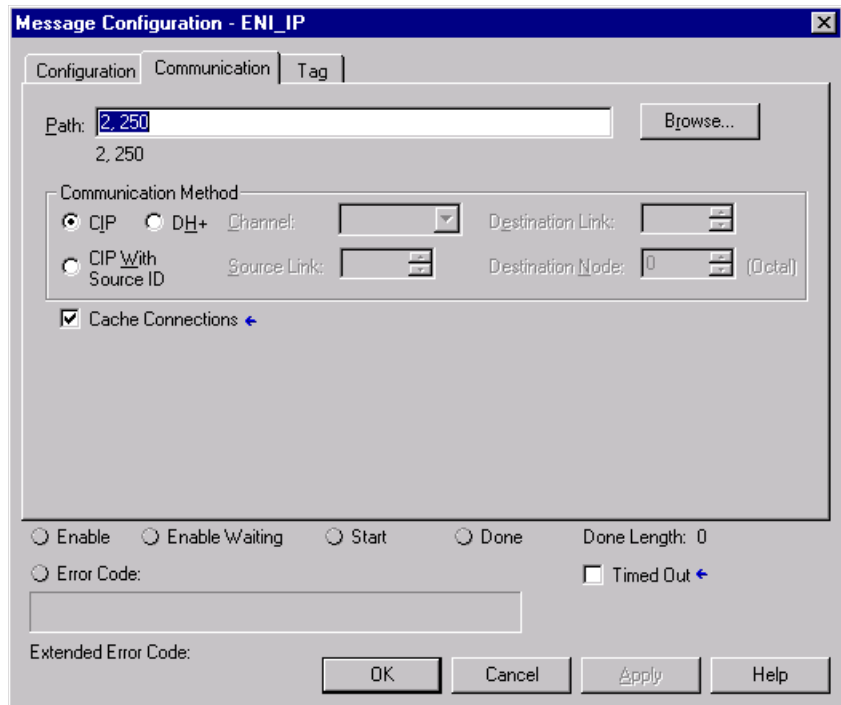 Message Configuration - ENI_IP
Configuration Communication Tag
Path: 2, 250 Browse...
2, 250
Communication Method
CIP DH+ Channel: Destination Link:
CIP With Source ID Source Link: Destination Node: 0 (Octal)
Cache Connections ←
Enable Enable Waiting Start Done Done Length: 0
Error Code: Timed Out ←
Extended Error Code:
OK Cancel Apply Help